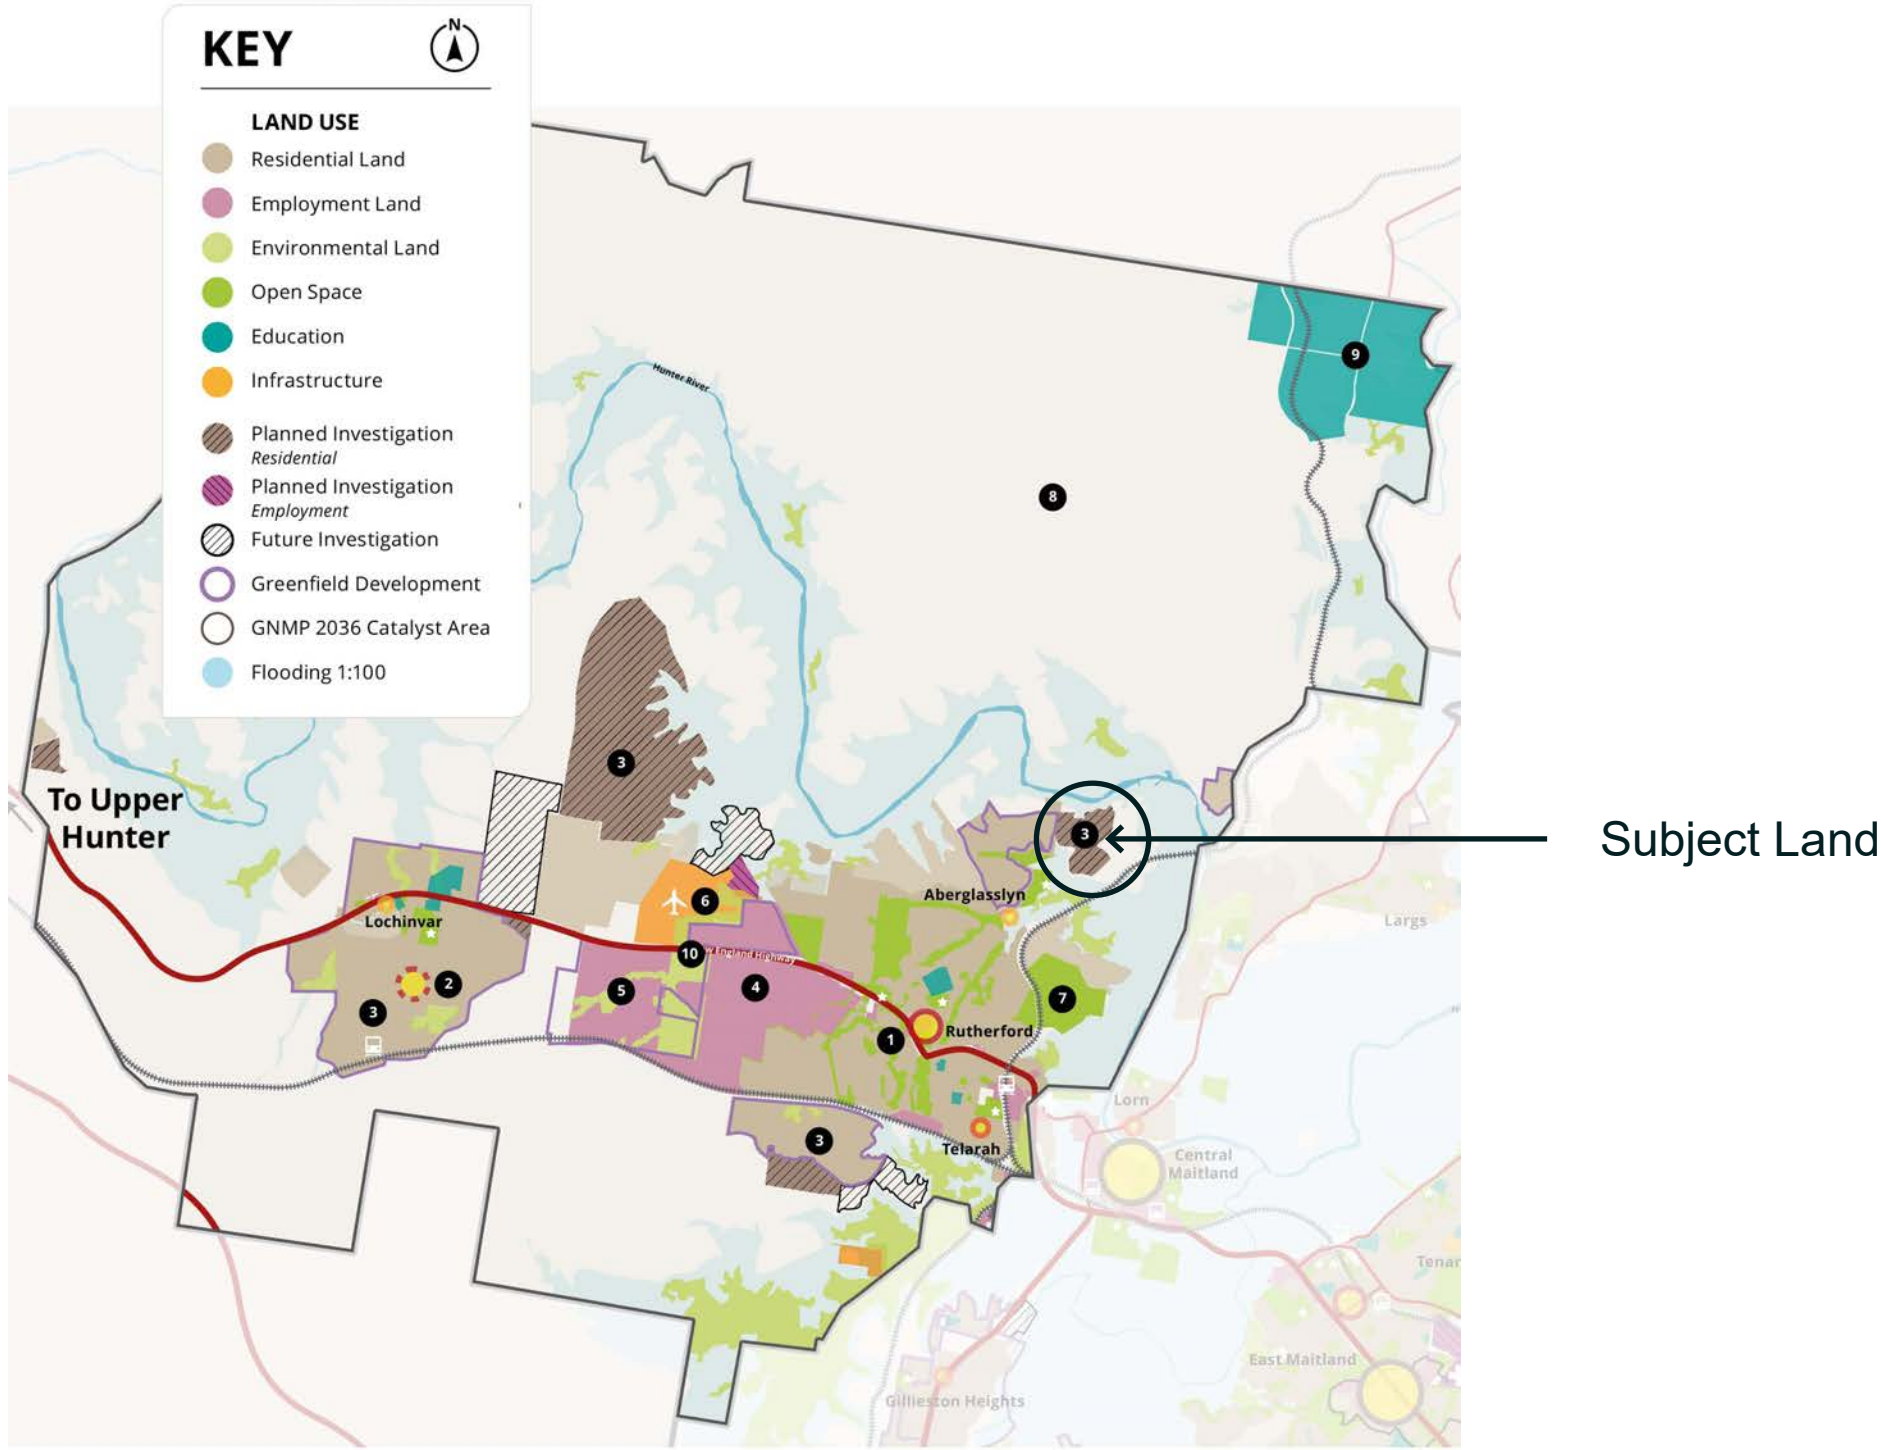 KEY
N
LAND USE
Residential Land
Employment Land
Environmental Land
Open Space
Education
Infrastructure
Planned Investigation
Residential
Planned Investigation
Employment
Future Investigation
Greenfield Development
GNMP 2036 Catalyst Area
Flooding 1:100
Hunter River
9
8
3
To Upper
Hunter
3
Subject Land
Aberglasslyn
6
Lochinvar
Largs
10
w England Highway
2
5
4
7
3
1
Rutherford
Lorn
3
Telarah
Central
Maitland
Tenar
East Maitland
Gillieston Heights